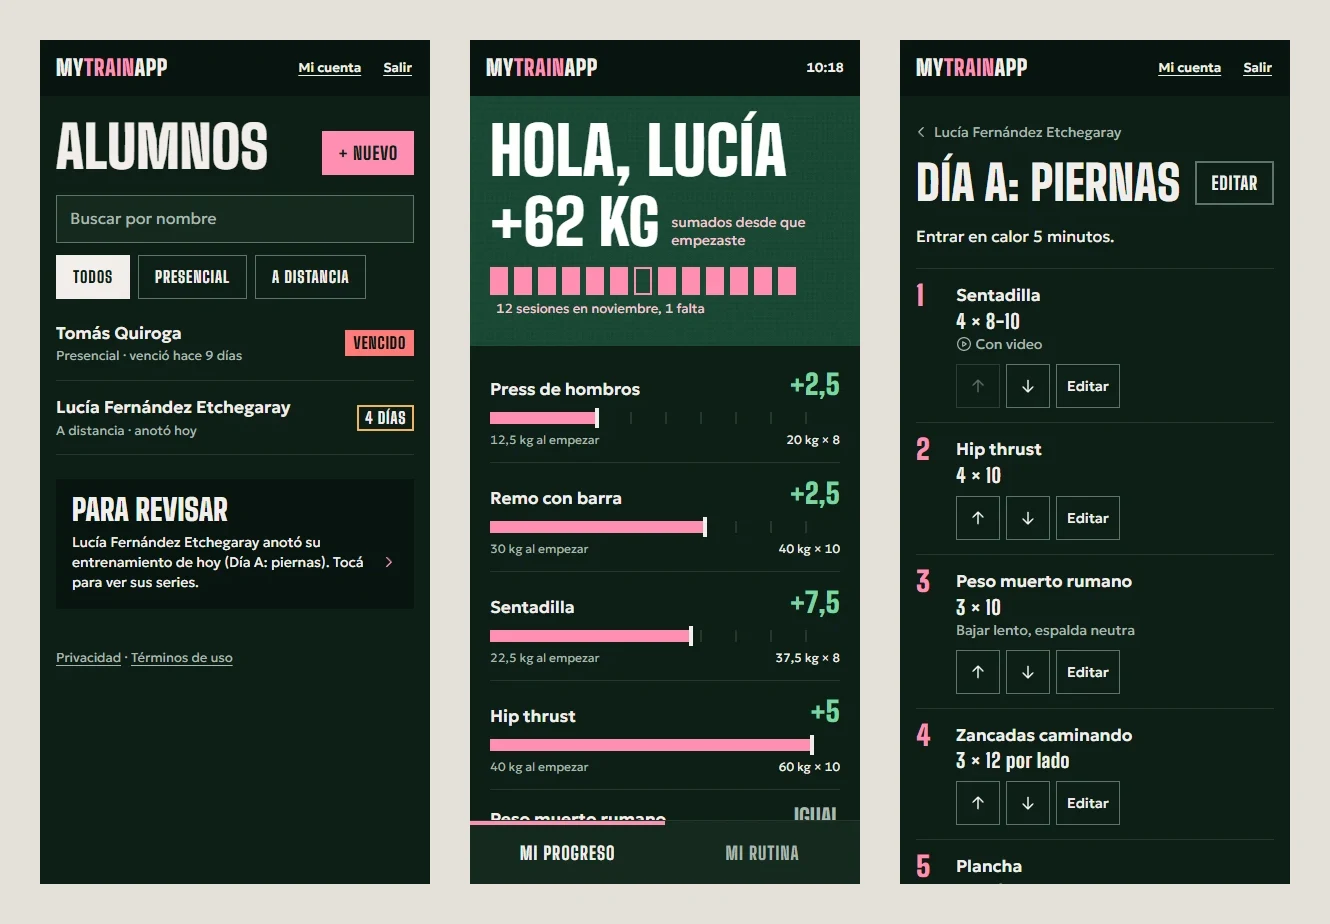 MYTRAINAPP
Mi cuenta
Salir
ALUMNOS
+ NUEVO
Buscar por nombre
TODOS
PRESENCIAL
A DISTANCIA
Tomás Quiroga
VENCIDO
Presencial · venció hace 9 días
Lucía Fernández Etchegaray
4 DÍAS
A distancia · anotó hoy
PARA REVISAR
Lucía Fernández Etchegaray anotó su
entrenamiento de hoy (Día A: piernas). Tocá
para ver sus series.
Privacidad · Términos de uso
MYTRAINAPP
10:18
HOLA, LUCÍA
+62 KG
sumados desde que
empezaste
12 sesiones en noviembre, 1 falta
Press de hombros
+2,5
12,5 kg al empezar
20 kg × 8
Remo con barra
+2,5
30 kg al empezar
40 kg × 10
Sentadilla
+7,5
22,5 kg al empezar
37,5 kg × 8
Hip thrust
+5
40 kg al empezar
60 kg × 10
Peso muerto rumano
IGUAL
MI PROGRESO
MI RUTINA
MYTRAINAPP
Mi cuenta
Salir
Lucía Fernández Etchegaray
DÍA A: PIERNAS
EDITAR
Entrar en calor 5 minutos.
1
Sentadilla
4 × 8-10
Con video
Editar
2
Hip thrust
4 × 10
Editar
3
Peso muerto rumano
3 × 10
Bajar lento, espalda neutra
Editar
4
Zancadas caminando
3 × 12 por lado
Editar
5
Plancha